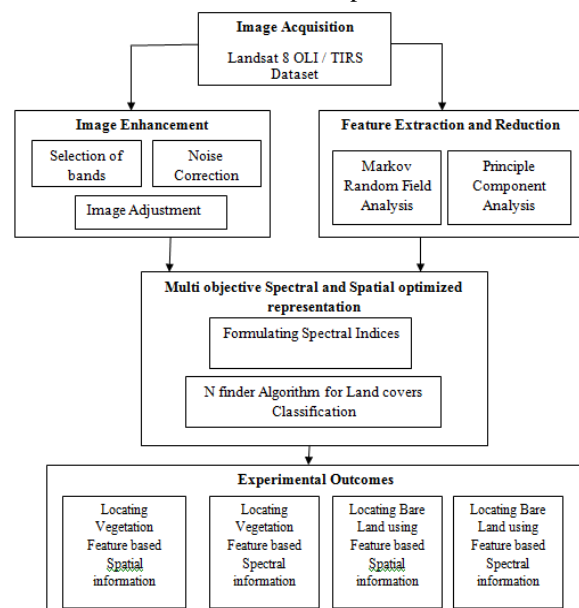 Image Acquisition
Landsat 8 OLI / TIRS
Dataset
Image Enhancement
Selection of
bands
Noise
Correction
Image Adjustment
Feature Extraction and Reduction
Markov
Random Field
Analysis
Principle
Component
Analysis
Multi objective Spectral and Spatial optimized
representation
Formulating Spectral Indices
N finder Algorithm for Land covers
Classification
Experimental Outcomes
Locating
Vegetation
Feature based
Spatial
information
Locating
Vegetation
Feature based
Spectral
information
Locating Bare
Land using
Feature based
Spatial
information
Locating Bare
Land using
Feature based
Spectral
information